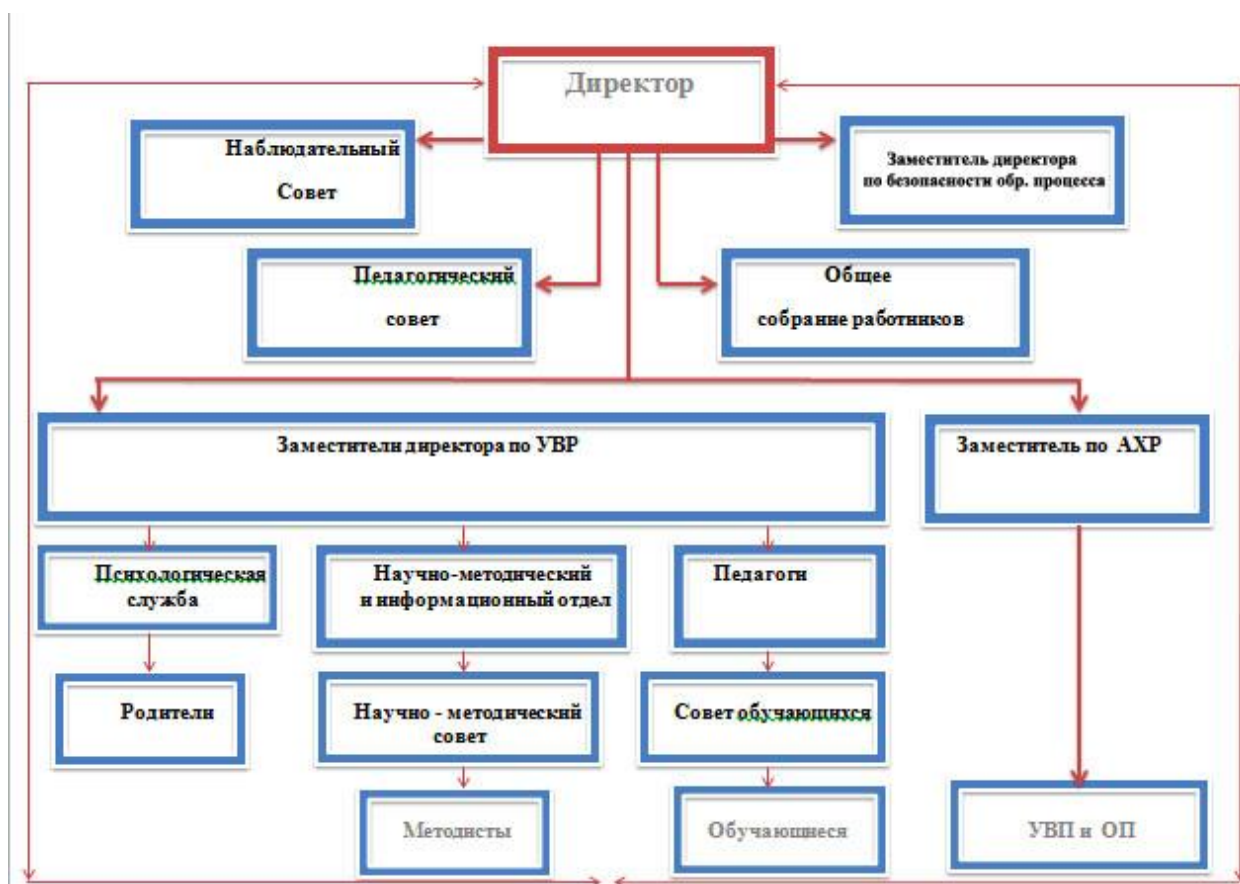 Директор
Наблюдательный
Совет
Заместитель директора
по безопасности обр. процесса
Педагогический
совет
Общее
собрание работников
Заместители директора по УВР
Заместитель по АХР
Психологическая
служба
Научно-методический
и информационный отдел
Педагоги
Родители
Научно - методический
совет
Совет обучающихся
Методисты
Обучающиеся
УВП и ОП